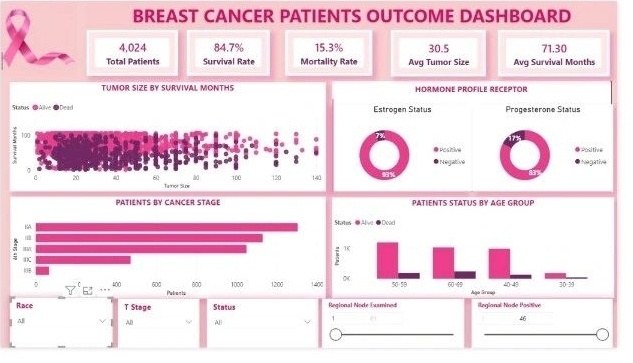 BREAST CANCER PATIENTS OUTCOME DASHBOARD
4,024
Total Patients
84.7%
Survival Rate
15.3%
Mortality Rate
30.5
Avg Tumor Size
71.30
Avg Survival Months
TUMOR SIZE BY SURVIVAL MONTHS
Status Alive Dead
Survival Months
100
0
0 20 40 60 80 100 120 140
Tumor Size
HORMONE PROFILE RECEPTOR
Estrogen Status
7%
93%
Positive
Negative
Progesterone Status
17%
83%
Positive
Negative
PATIENTS BY CANCER STAGE
6th Stage
IIA
IIB
IIIA
IIIC
IIIB
400 600 800 1000 1200 1400
Patients
PATIENTS STATUS BY AGE GROUP
Status Alive Dead
Patients
1K
0K
50-59 60-69 40-49 30-39
Age Group
Race
All
T Stage
All
Status
All
Regional Node Examined
1
Regional Node Positive
1 46